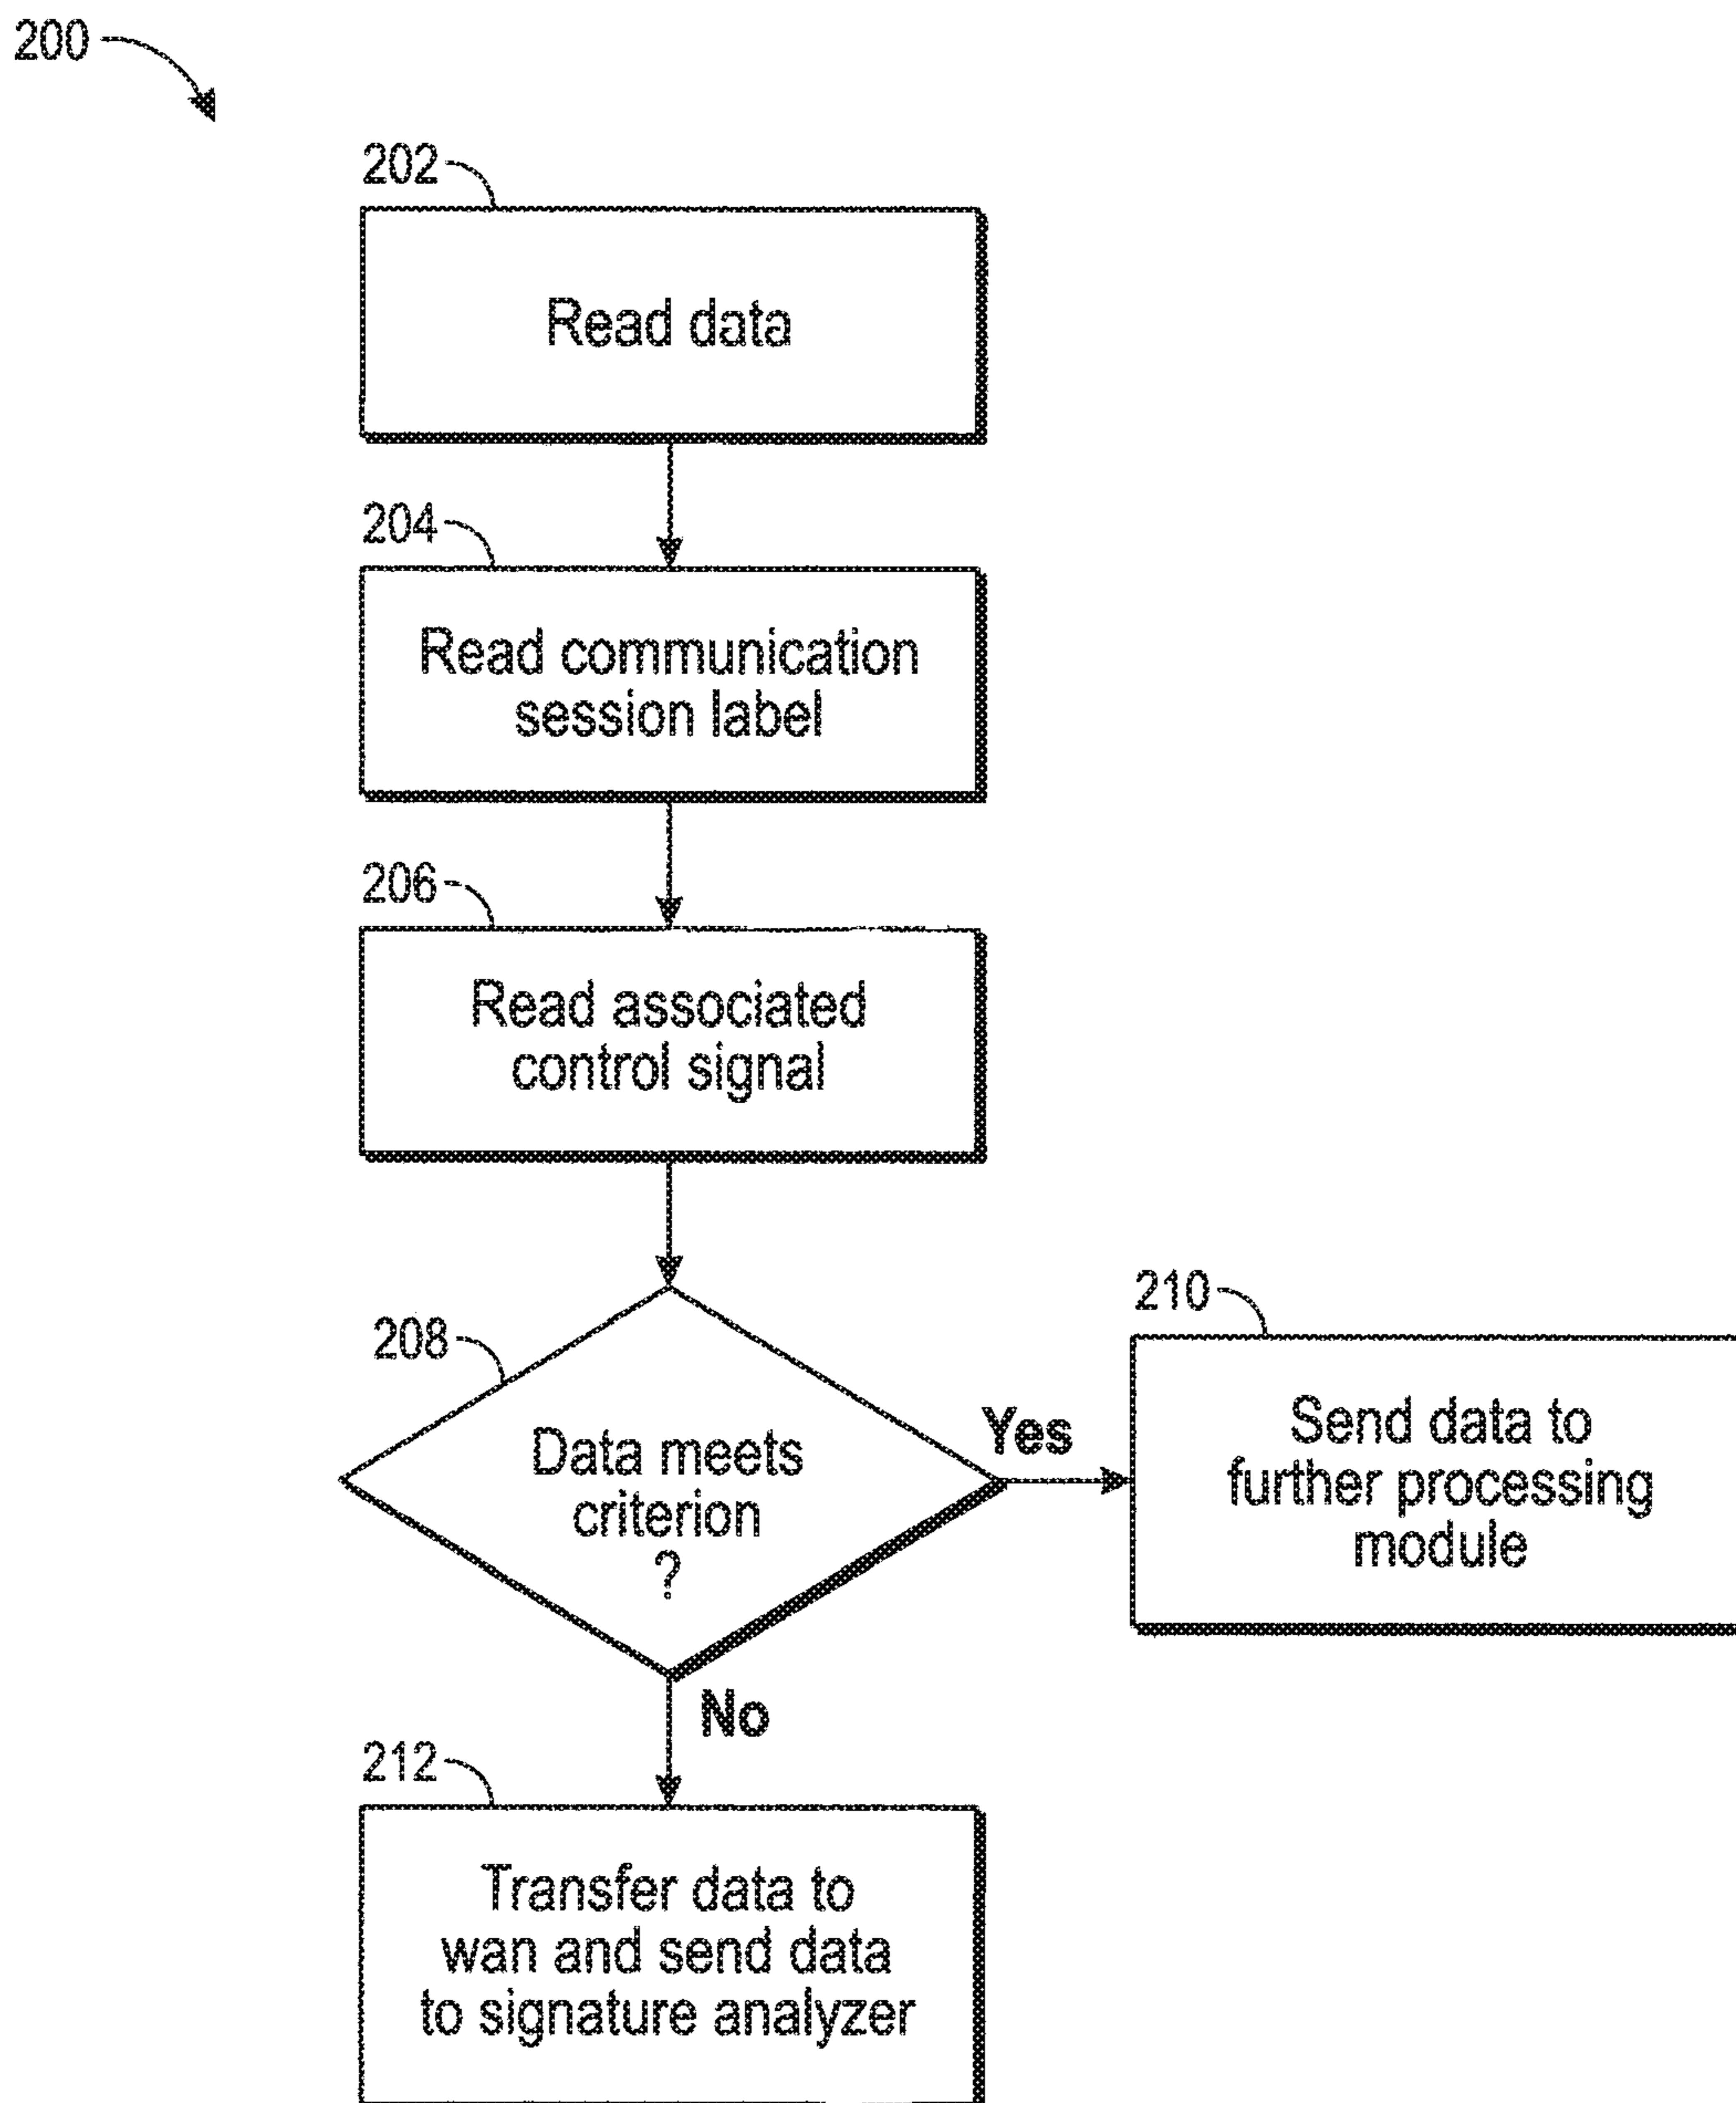 200
202
Read data
204
Read communication
session label
206
Read associated
control signal
208
Data meets
criterion
?
Yes
210
Send data to
further processing
module
No
212
Transfer data to
wan and send data
to signature analyzer